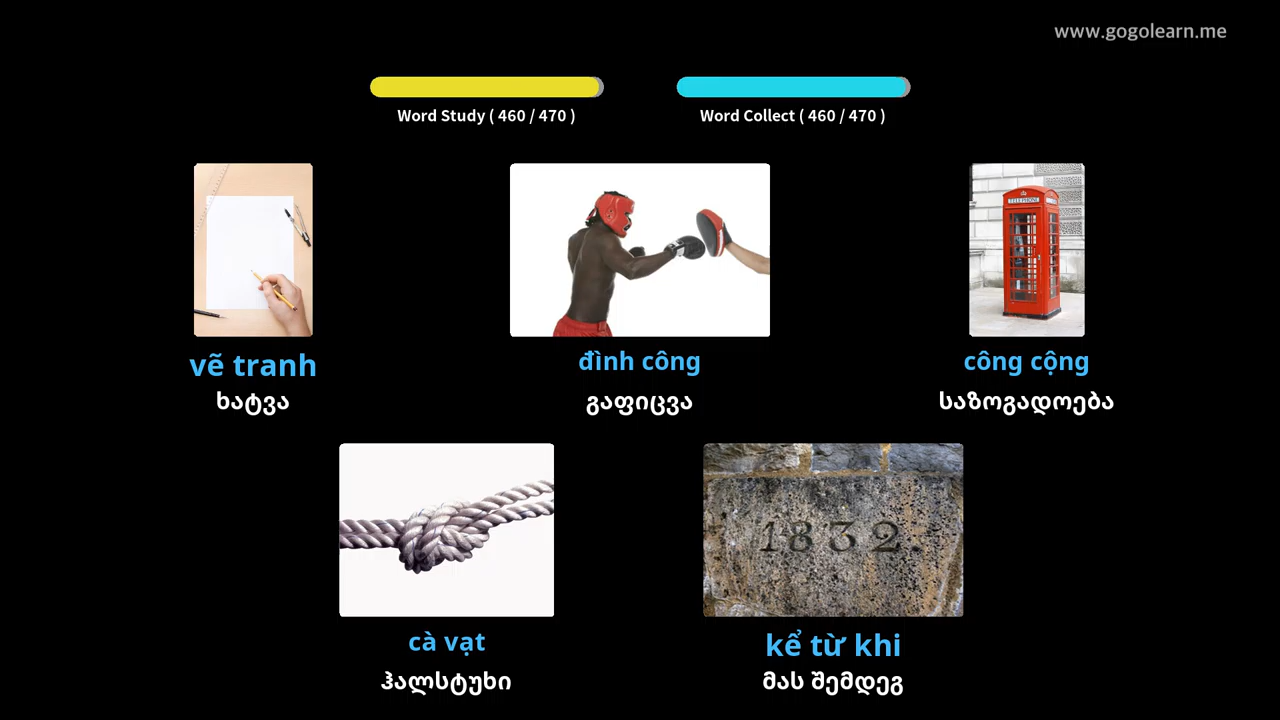 www.gogolearn.me
Word Study ( 460 / 470 )
Word Collect ( 460 / 470 )
TELEPHONE
vẽ tranh
đình công
công cộng
ხატვა
გაფიცვა
საზოგადოება
1832.
cà vạt
kể từ khi
ჰალსტუხი
მას შემდეგ